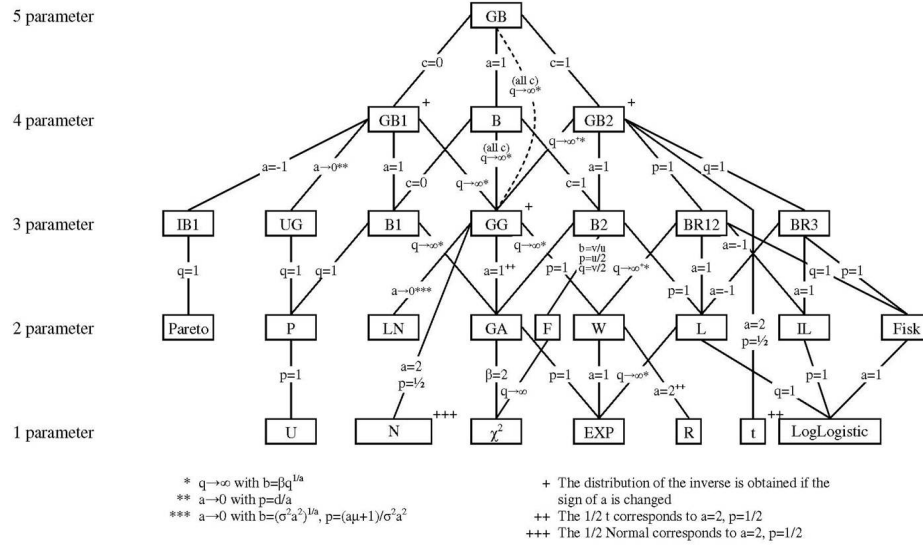 5 parameter
GB
c=0
a=1
c=1
(all c)
q→∞*
4 parameter
GB1
+
B
GB2
+
a=-1
a→0**
a=1
c=0
q→∞*
(all c)
q→∞*
q→∞'*
c=1
a=1
p=1
q=1
3 parameter
IB1
UG
B1
GG
+
B2
BR12
BR3
q=1
q=1
q=1
q→∞*
a→0***
a=1++
q→∞*
p=1
b=v/u
p=u/2
q=v/2
q→∞'*
a=1
p=1
a=-1
a=-1
a=1
q=1
p=1
2 parameter
Pareto
P
LN
GA
F
W
L
IL
Fisk
a=2
p=½
p=1
a=2
p=½
β=2
q→∞
p=1
a=1
q→∞*
a=2++
q=1
p=1
a=1
1 parameter
U
N
+++
χ²
EXP
R
t
++
LogLogistic
* q→∞ with b=βq^1/a
** a→0 with p=d/a
*** a→0 with b=(σ²a²)^1/a, p=(aμ+1)/σ²a²
+ The distribution of the inverse is obtained if the
sign of a is changed
++ The 1/2 t corresponds to a=2, p=1/2
+++ The 1/2 Normal corresponds to a=2, p=1/2